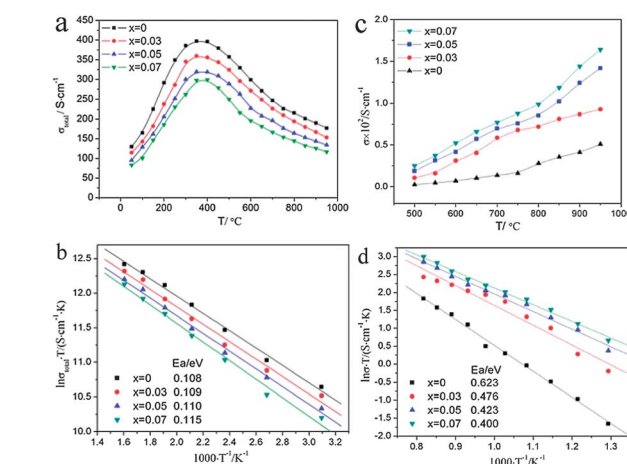 a
x=0
x=0.03
x=0.05
x=0.07
450
400
350
300
250
200
150
100
50
0
σtotal / S·cm⁻¹
0 200 400 600 800 1000
T/ °C
c
x=0.07
x=0.05
x=0.03
x=0
2.0
1.5
1.0
0.5
0.0
500 600 700 800 900 1000
T/ °C
b
12.5
12.0
11.5
11.0
10.5
10.0
lnσtotal·T/(S·cm⁻¹·K)
Ea/eV
x=0 0.108
x=0.03 0.109
x=0.05 0.110
x=0.07 0.115
1.4 1.6 1.8 2.0 2.2 2.4 2.6 2.8 3.0 3.2
1000·T⁻¹/K⁻¹
d
3.5
3.0
2.5
2.0
1.5
1.0
0.5
0.0
-0.5
-1.0
-1.5
-2.0
lnσ·T/(S·cm⁻¹·K)
Ea/eV
x=0 0.623
x=0.03 0.476
x=0.05 0.423
x=0.07 0.400
0.8 0.9 1.0 1.1 1.2 1.3
1000·T⁻¹/K⁻¹